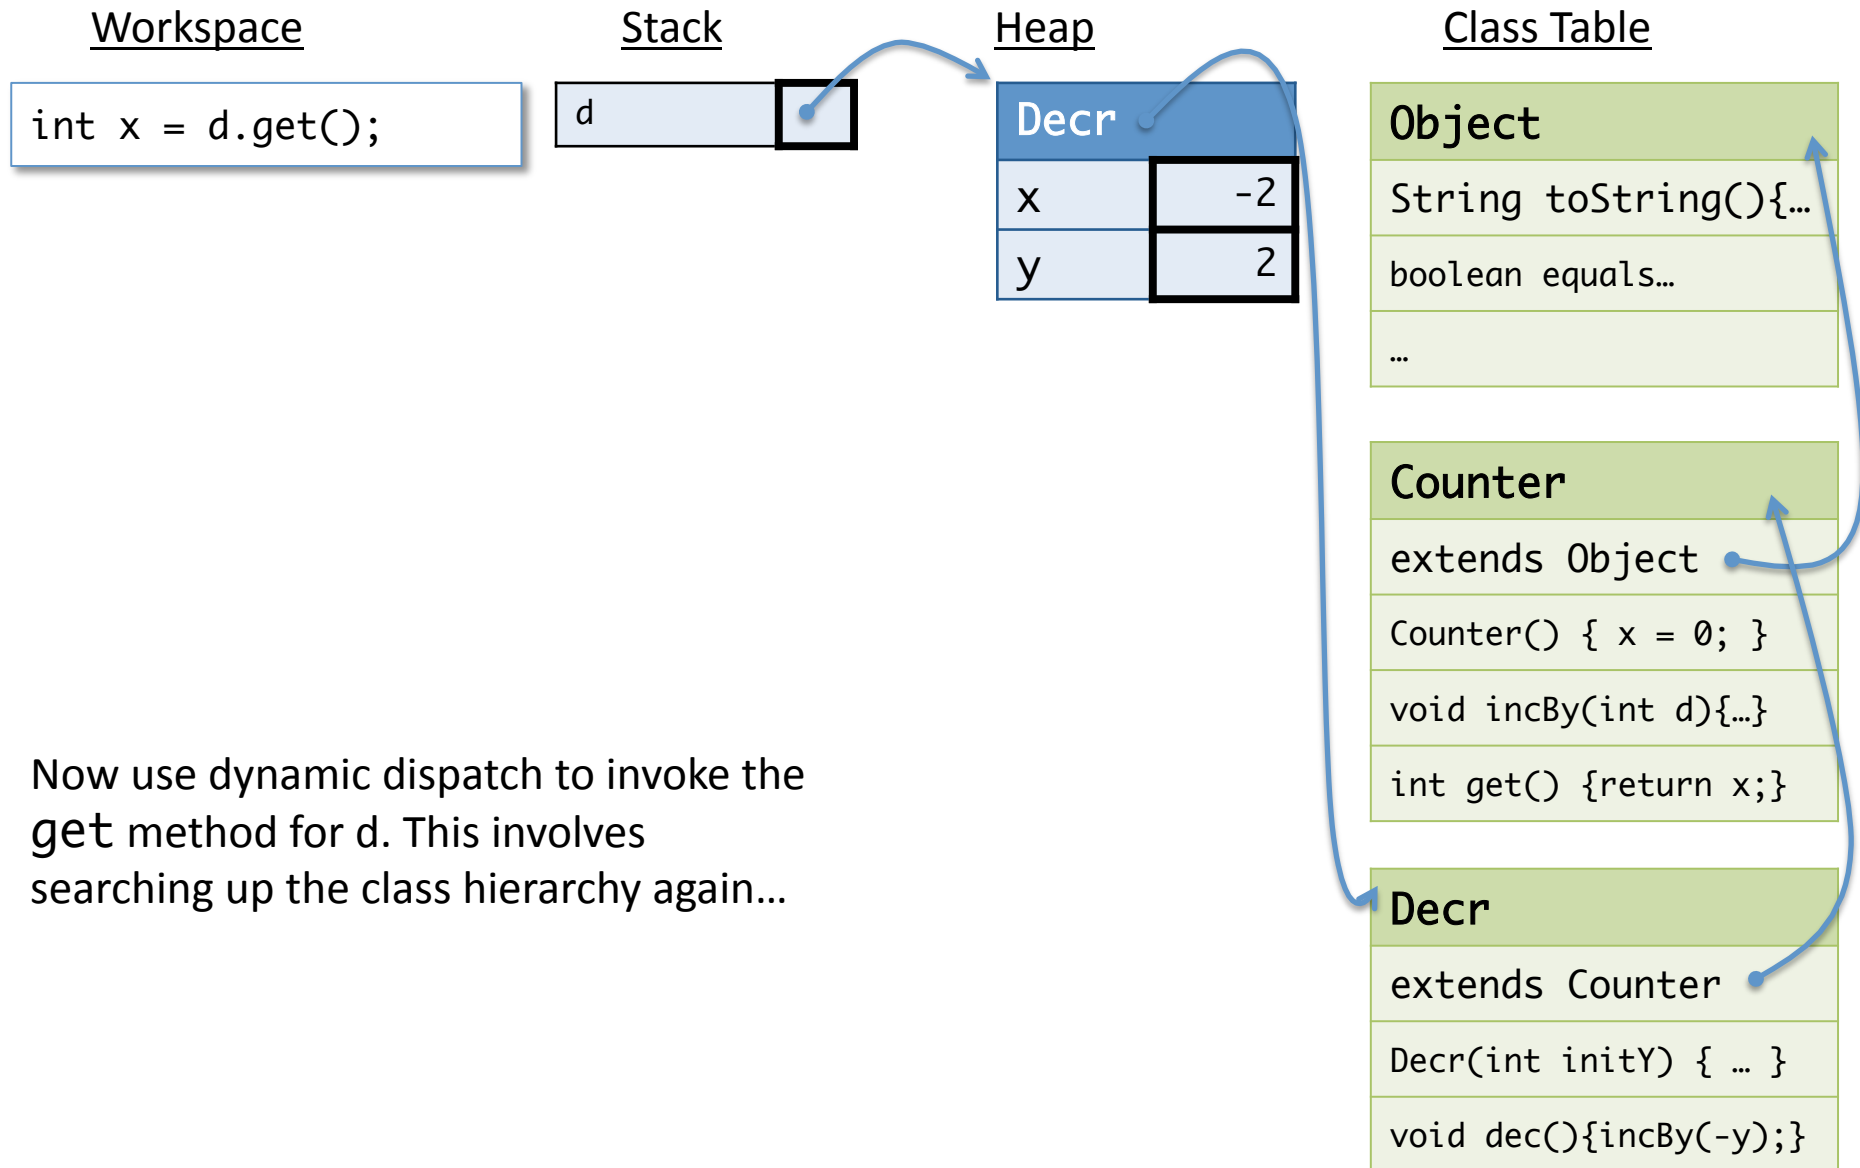 Workspace
Stack
Heap
Class Table
int x = d.get();
d
Decr
x -2
y 2
Object
String toString(){…
boolean equals…
…
Counter
extends Object
Counter() { x = 0; }
void incBy(int d){…}
int get() {return x;}
Decr
extends Counter
Decr(int initY) { … }
void dec(){incBy(-y);}
Now use dynamic dispatch to invoke the
get method for d. This involves
searching up the class hierarchy again…